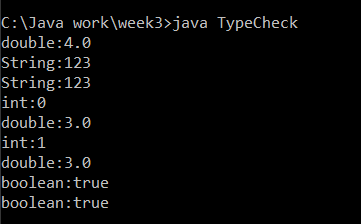 C:\Java work\week3>java TypeCheck
double:4.0
String:123
String:123
int:0
double:3.0
int:1
double:3.0
boolean:true
boolean:true